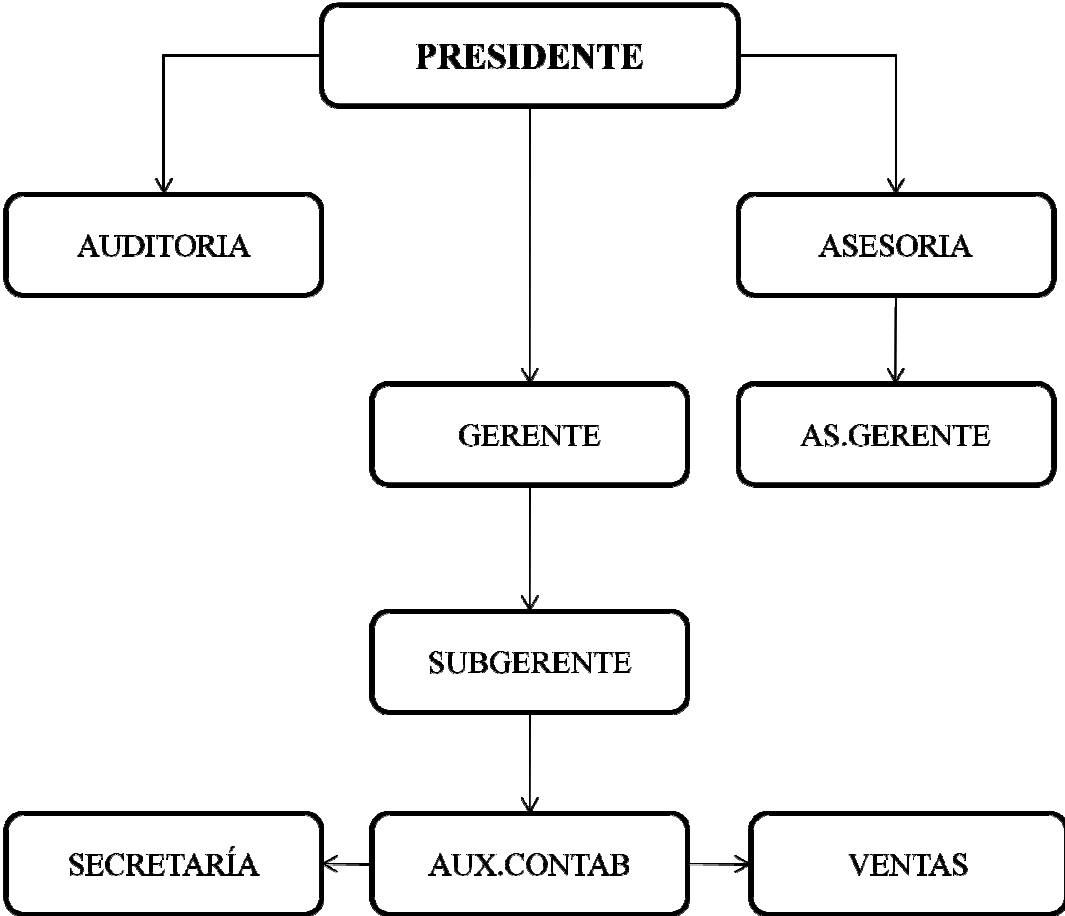 PRESIDENTE
AUDITORIA
ASESORIA
GERENTE
AS.GERENTE
SUBGERENTE
SECRETARÍA
AUX.CONTAB
VENTAS